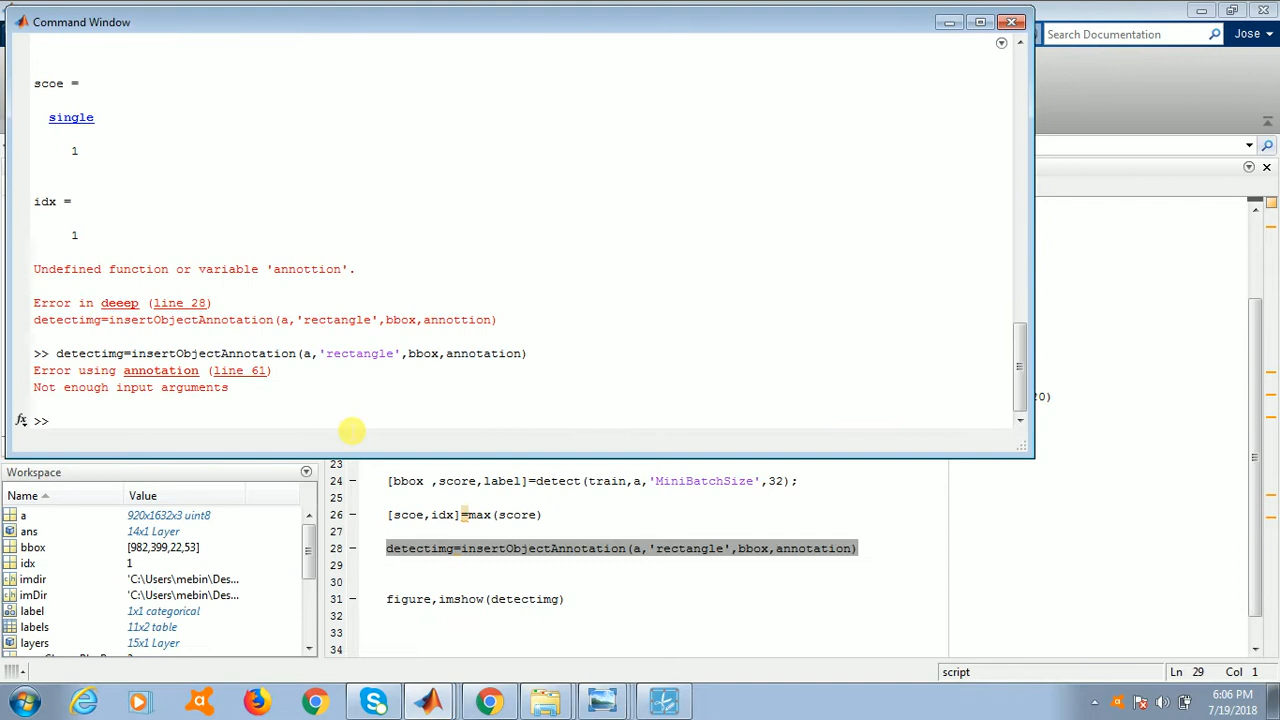 Command Window
Search Documentation
Jose
scoe =
single
1
idx =
1
Undefined function or variable 'annottion'.
Error in deeep (line 28)
detectimg=insertObjectAnnotation(a,'rectangle',bbox,annottion)
>> detectimg=insertObjectAnnotation(a,'rectangle',bbox,annotation)
Error using annotation (line 61)
Not enough input arguments
fx >>
20)
Workspace
Name Value
a 920x1632x3 uint8
ans 14x1 Layer
bbox [982,399,22,53]
idx 1
imdir 'C:\Users\mebin\Des...
imDir 'C:\Users\mebin\Des...
label 1x1 categorical
labels 11x2 table
layers 15x1 Layer
23
24 [bbox ,score,label]=detect(train,a,'MiniBatchSize',32);
25
26 [scoe,idx]=max(score)
27
28 detectimg=insertObjectAnnotation(a,'rectangle',bbox,annotation)
29
30
31 figure,imshow(detectimg)
32
33
34
script
Ln 29 Col 1
6:06 PM
7/19/2018